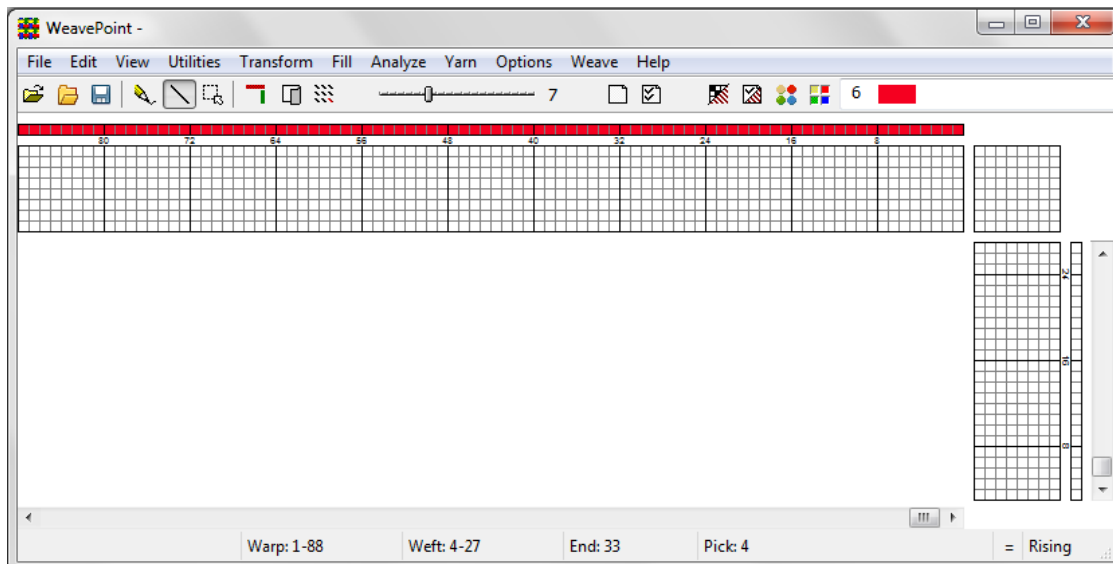 WeavePoint -
File Edit View Utilities Transform Fill Analyze Yarn Options Weave Help
7 6
80 72 64 56 48 40 32 24 16 8
24
16
8
Warp: 1-88 Weft: 4-27 End: 33 Pick: 4 = Rising